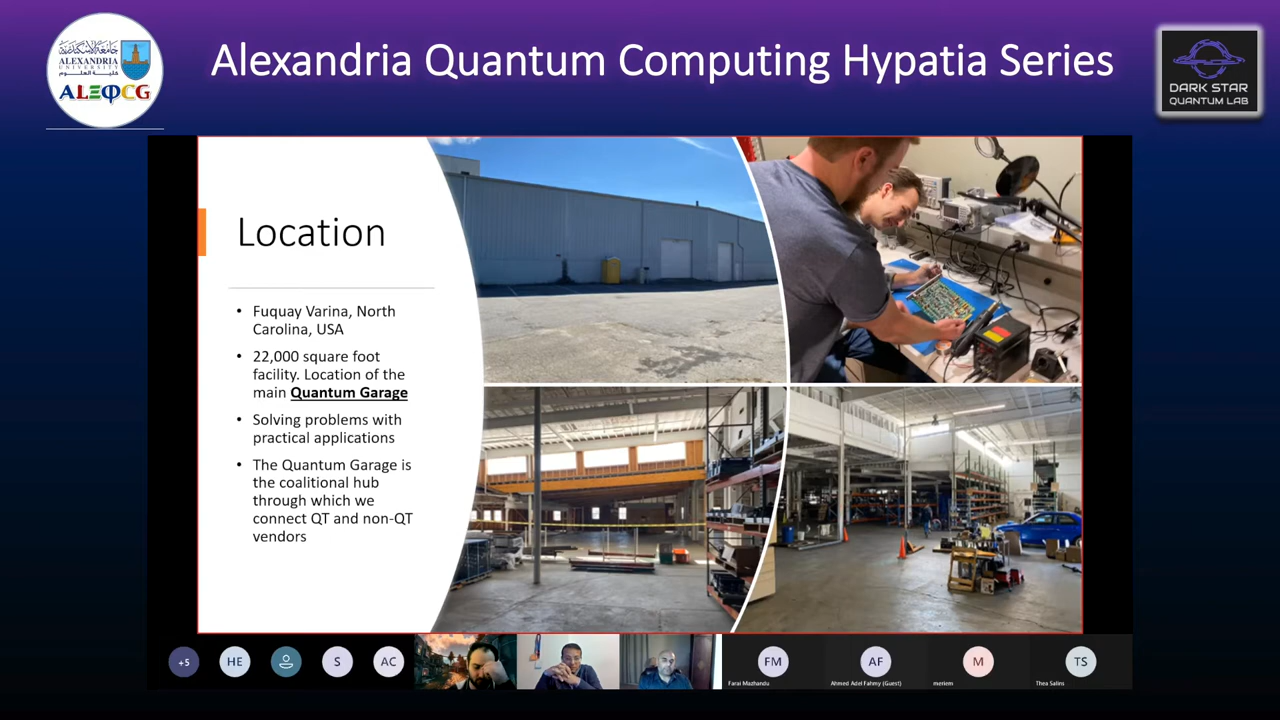 Alexandria Quantum Computing Hypatia Series
جامعة الإسكندرية
ALEXANDRIA
UNIVERSITY
كلية العلوم
DARK STAR
QUANTUM LAB
Location
• Fuquay Varina, North
Carolina, USA
• 22,000 square foot
facility. Location of the
main Quantum Garage
• Solving problems with
practical applications
• The Quantum Garage is
the coalitional hub
through which we
connect QT and non-QT
vendors
+5
HE
S
AC
FM
AF
M
TS
Farai Mazhandu
Ahmed Adel Fahmy (Guest)
meriem
Thea Salins